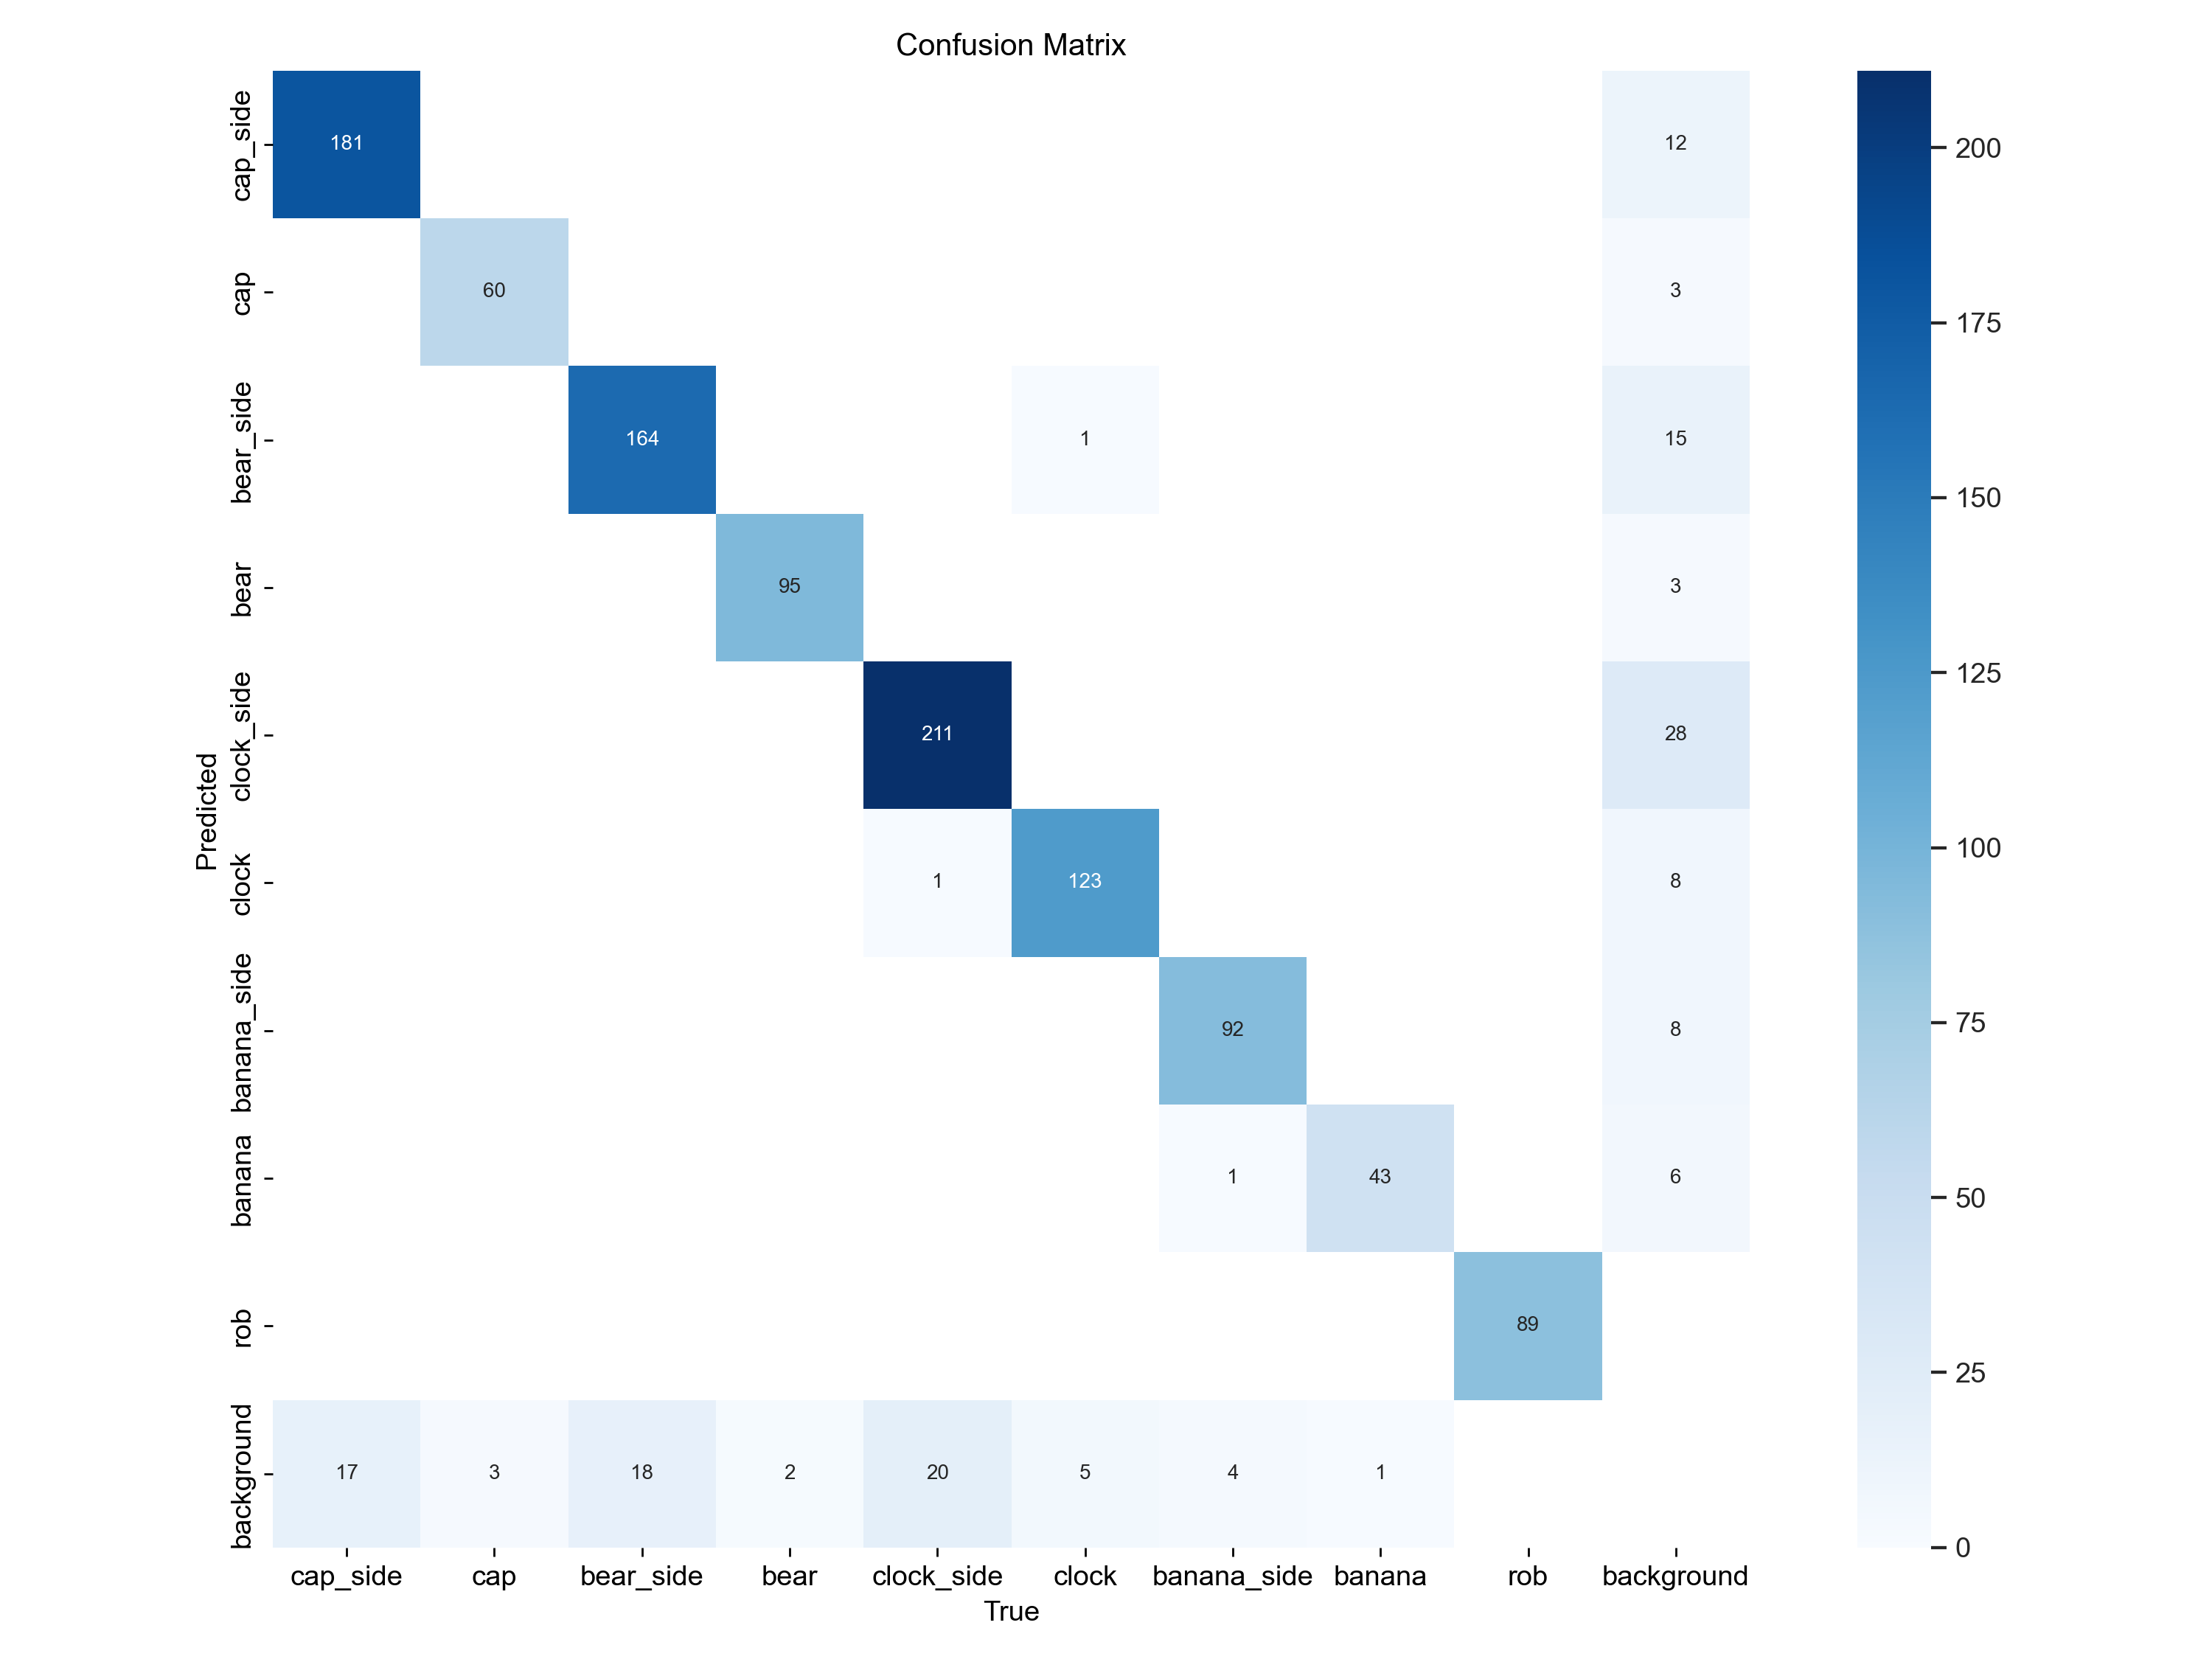 Confusion Matrix
Predicted
cap_side 181 12
cap 60 3
bear_side 164 1 15
bear 95 3
clock_side 211 28
clock 1 123 8
banana_side 92 8
banana 1 43 6
rob 89
background 17 3 18 2 20 5 4 1
cap_side cap bear_side bear clock_side clock banana_side banana rob background
True
200
175
150
125
100
75
50
25
0